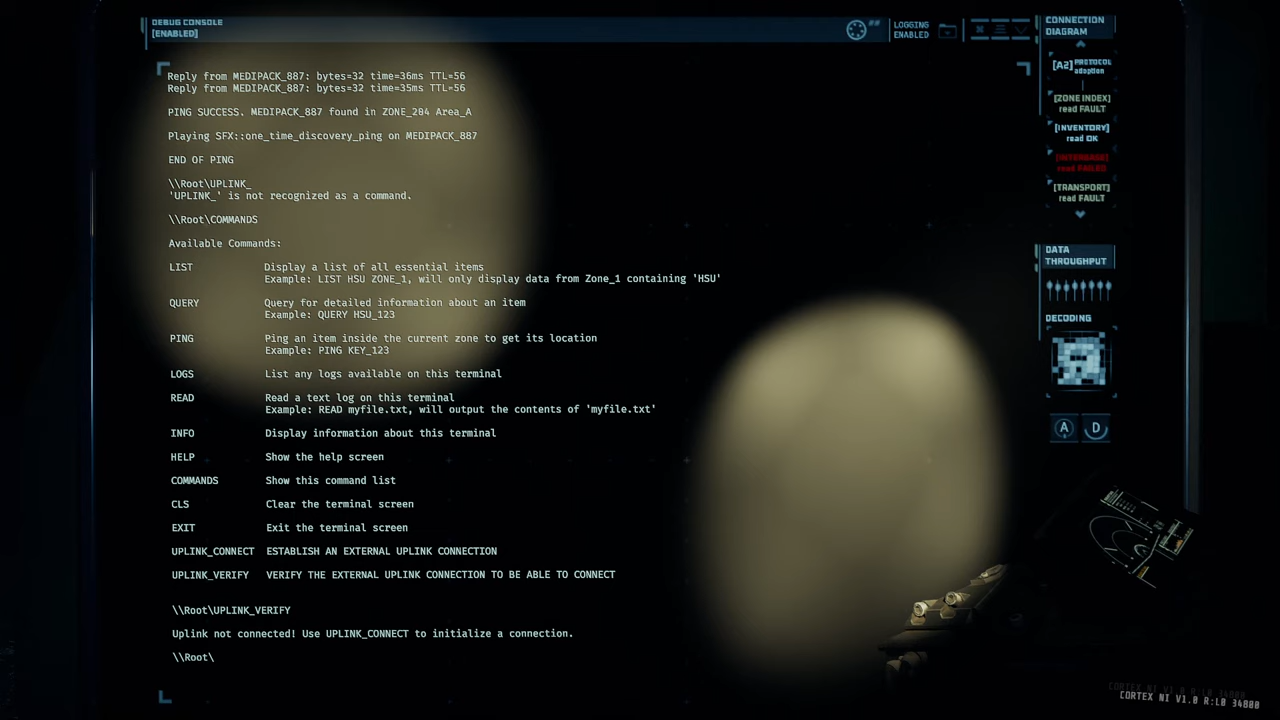 DEBUG CONSOLE
[ENABLED]
LOGGING
ENABLED
Reply from MEDIPACK_887: bytes=32 time=36ms TTL=56
Reply from MEDIPACK_887: bytes=32 time=35ms TTL=56
PING SUCCESS. MEDIPACK_887 found in ZONE_204 Area_A
Playing SFX::one_time_discovery_ping on MEDIPACK_887
END OF PING
\\Root\UPLINK_
'UPLINK_' is not recognized as a command.
\\Root\COMMANDS
Available Commands:
LIST Display a list of all essential items
Example: LIST HSU ZONE_1, will only display data from Zone_1 containing 'HSU'
QUERY Query for detailed information about an item
Example: QUERY HSU_123
PING Ping an item inside the current zone to get its location
Example: PING KEY_123
LOGS List any logs available on this terminal
READ Read a text log on this terminal
Example: READ myfile.txt, will output the contents of 'myfile.txt'
INFO Display information about this terminal
HELP Show the help screen
COMMANDS Show this command list
CLS Clear the terminal screen
EXIT Exit the terminal screen
UPLINK_CONNECT ESTABLISH AN EXTERNAL UPLINK CONNECTION
UPLINK_VERIFY VERIFY THE EXTERNAL UPLINK CONNECTION TO BE ABLE TO CONNECT
\\Root\UPLINK_VERIFY
Uplink not connected! Use UPLINK_CONNECT to initialize a connection.
\\Root\
CONNECTION
DIAGRAM
[A2] PROTOCOL
adoption
[ZONE INDEX]
read FAULT
[INVENTORY]
read OK
read FAILED
[TRANSPORT]
read FAULT
DATA
THROUGHPUT
DECODING
A D
CORTEX NI V1.0 R:L0 34800